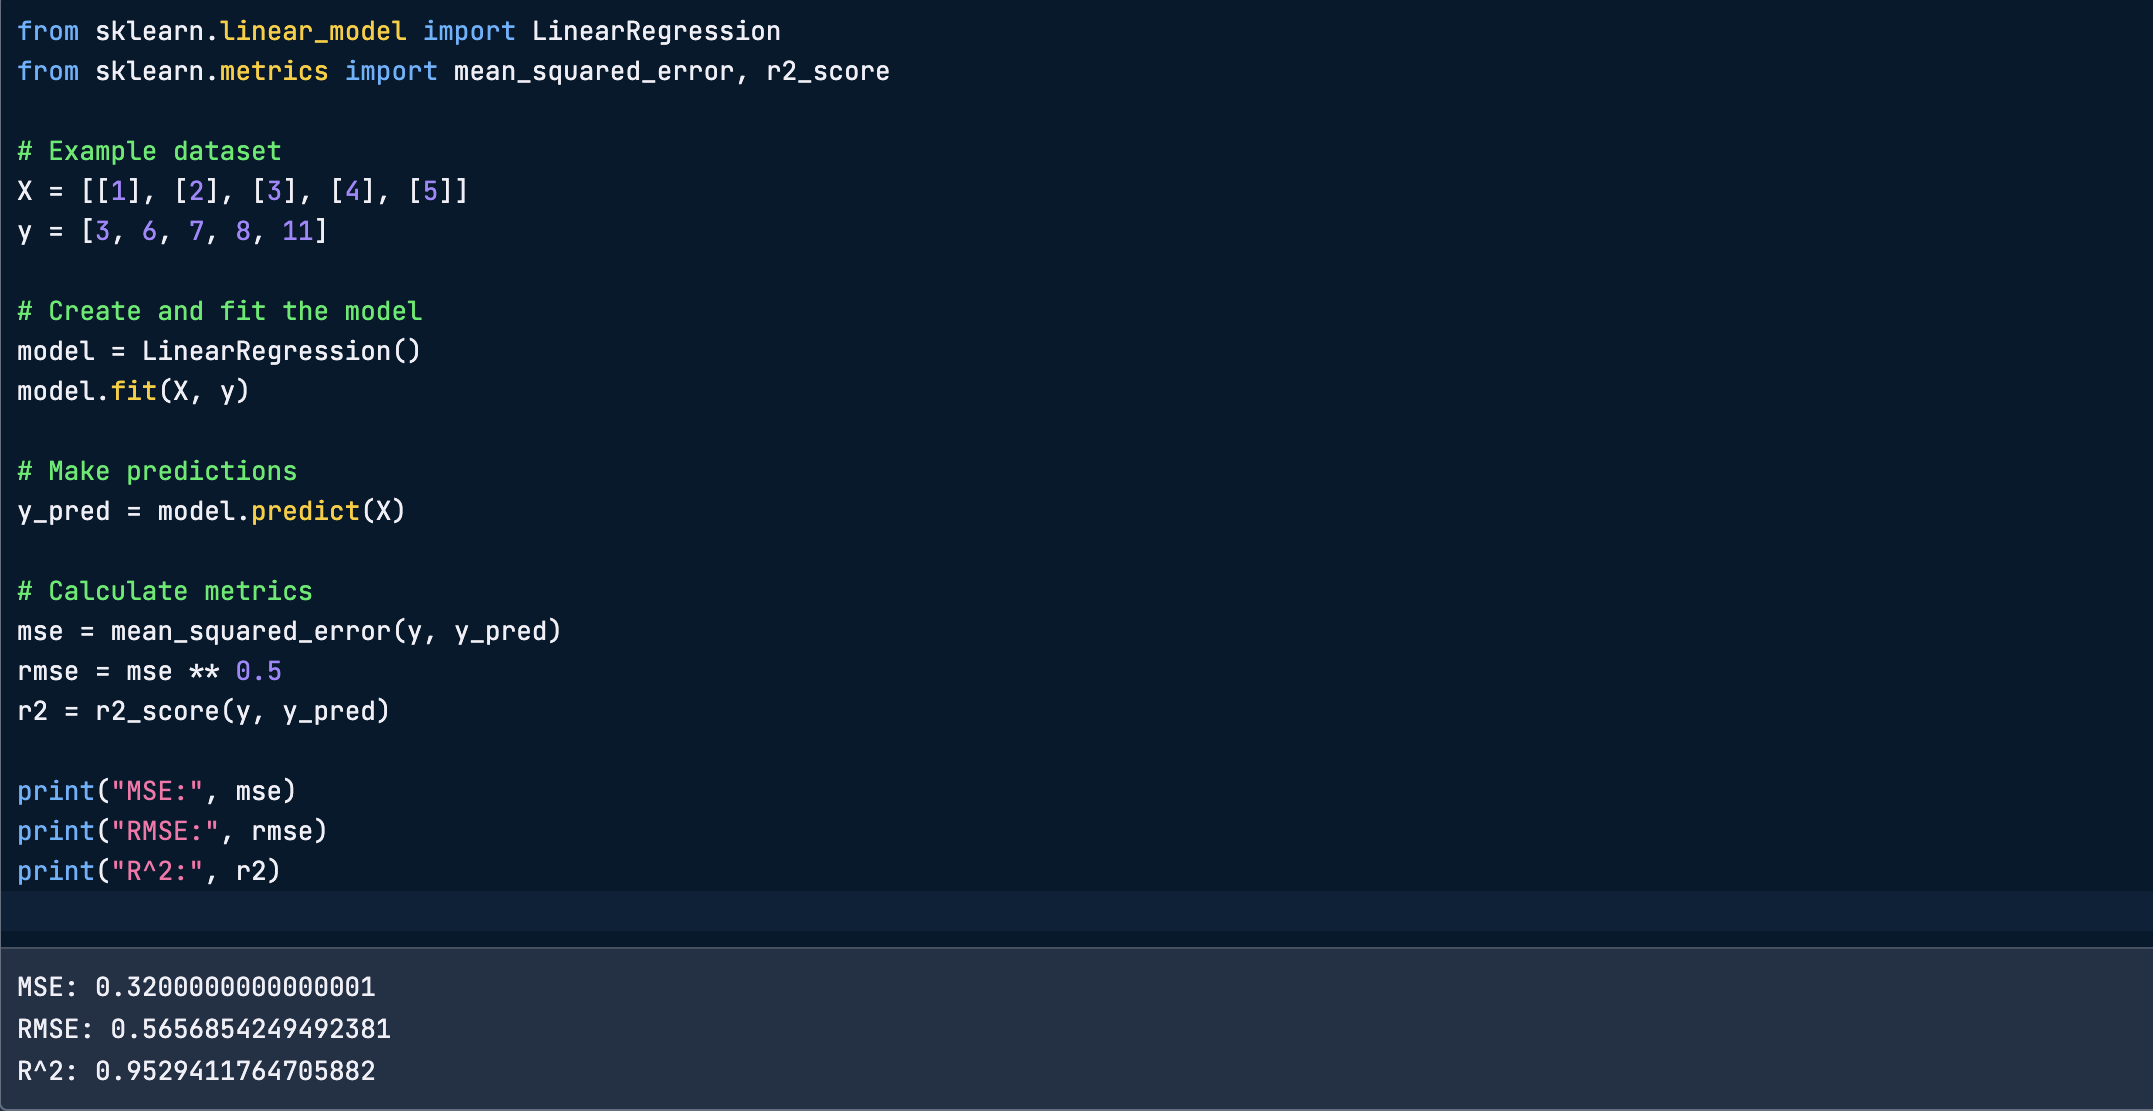 from sklearn.linear_model import LinearRegression
from sklearn.metrics import mean_squared_error, r2_score
# Example dataset
X = [[1], [2], [3], [4], [5]]
y = [3, 6, 7, 8, 11]
# Create and fit the model
model = LinearRegression()
model.fit(X, y)
# Make predictions
y_pred = model.predict(X)
# Calculate metrics
mse = mean_squared_error(y, y_pred)
rmse = mse ** 0.5
r2 = r2_score(y, y_pred)
print("MSE:", mse)
print("RMSE:", rmse)
print("R^2:", r2)
MSE: 0.3200000000000001
RMSE: 0.5656854249492381
R^2: 0.9529411764705882